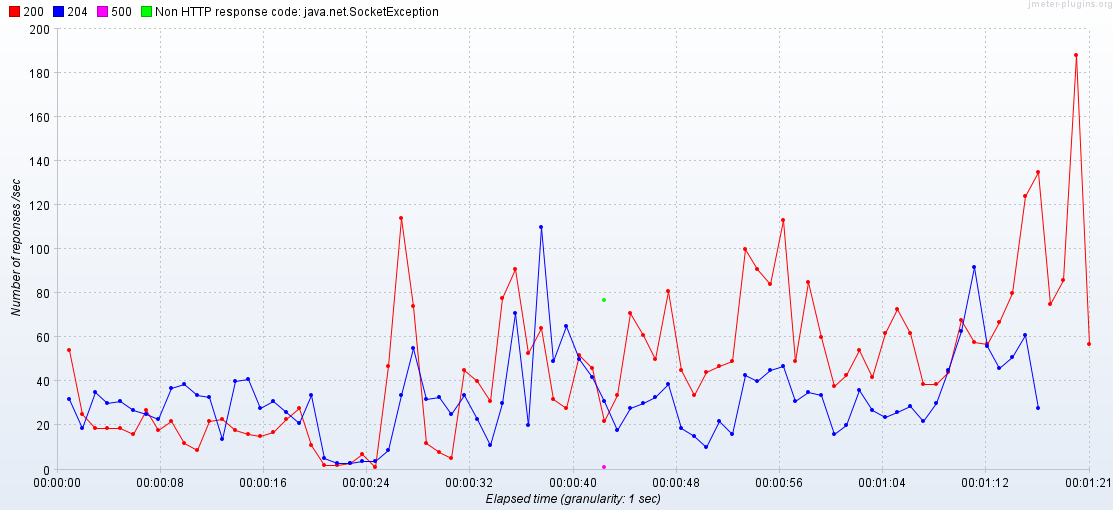 jmeter-plugins.org
200 204 500 Non HTTP response code: java.net.SocketException
200
180
160
140
120
100
80
60
40
20
0
Number of reponses /sec
00:00:00 00:00:08 00:00:16 00:00:24 00:00:32 00:00:40 00:00:48 00:00:56 00:01:04 00:01:12 00:01:21
Elapsed time (granularity: 1 sec)